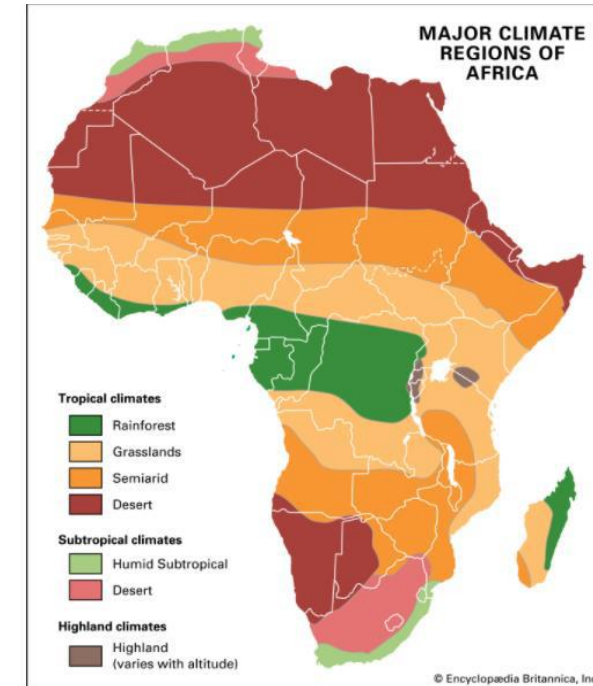 MAJOR CLIMATE
REGIONS OF
AFRICA
Tropical climates
Rainforest
Grasslands
Semiarid
Desert
Subtropical climates
Humid Subtropical
Desert
Highland climates
Highland
(varies with altitude)
© Encyclopædia Britannica, Inc